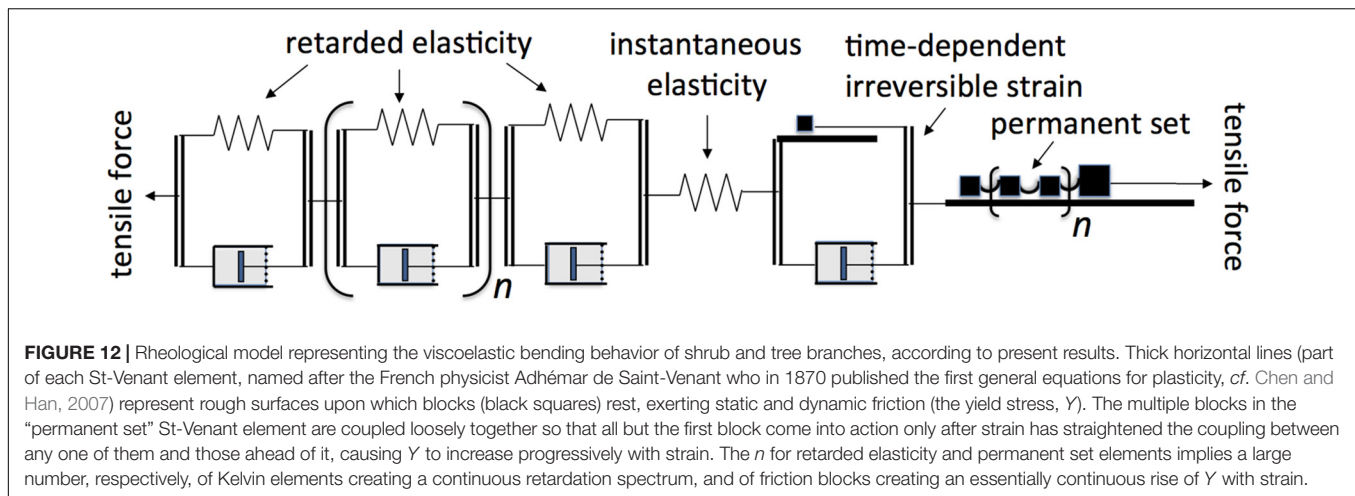 retarded elasticity
instantaneous
elasticity
time-dependent
irreversible strain
permanent set
tensile force
n
n
tensile force
FIGURE 12 | Rheological model representing the viscoelastic bending behavior of shrub and tree branches, according to present results. Thick horizontal lines (part
of each St-Venant element, named after the French physicist Adhémar de Saint-Venant who in 1870 published the first general equations for plasticity, cf. Chen and
Han, 2007) represent rough surfaces upon which blocks (black squares) rest, exerting static and dynamic friction (the yield stress, Y). The multiple blocks in the
“permanent set” St-Venant element are coupled loosely together so that all but the first block come into action only after strain has straightened the coupling between
any one of them and those ahead of it, causing Y to increase progressively with strain. The n for retarded elasticity and permanent set elements implies a large
number, respectively, of Kelvin elements creating a continuous retardation spectrum, and of friction blocks creating an essentially continuous rise of Y with strain.